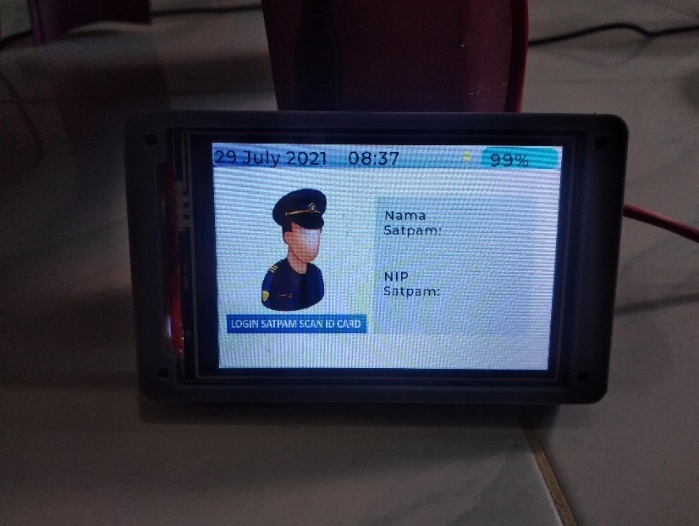 29 July 2021 08:37 99%
Nama
Satpam:
NIP
Satpam:
LOGIN SATPAM SCAN ID CARD